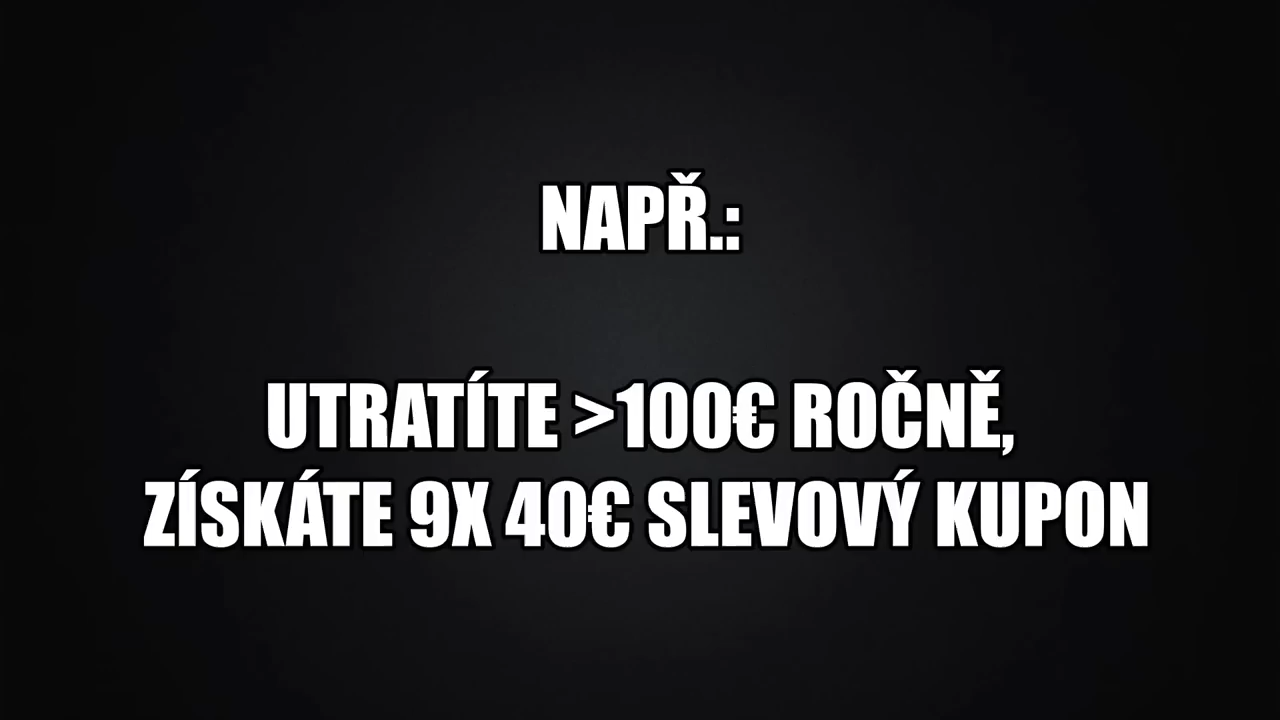 NAPŘ.:
UTRATÍTE >100€ ROČNĚ,
ZÍSKÁTE 9X 40€ SLEVOVÝ KUPON